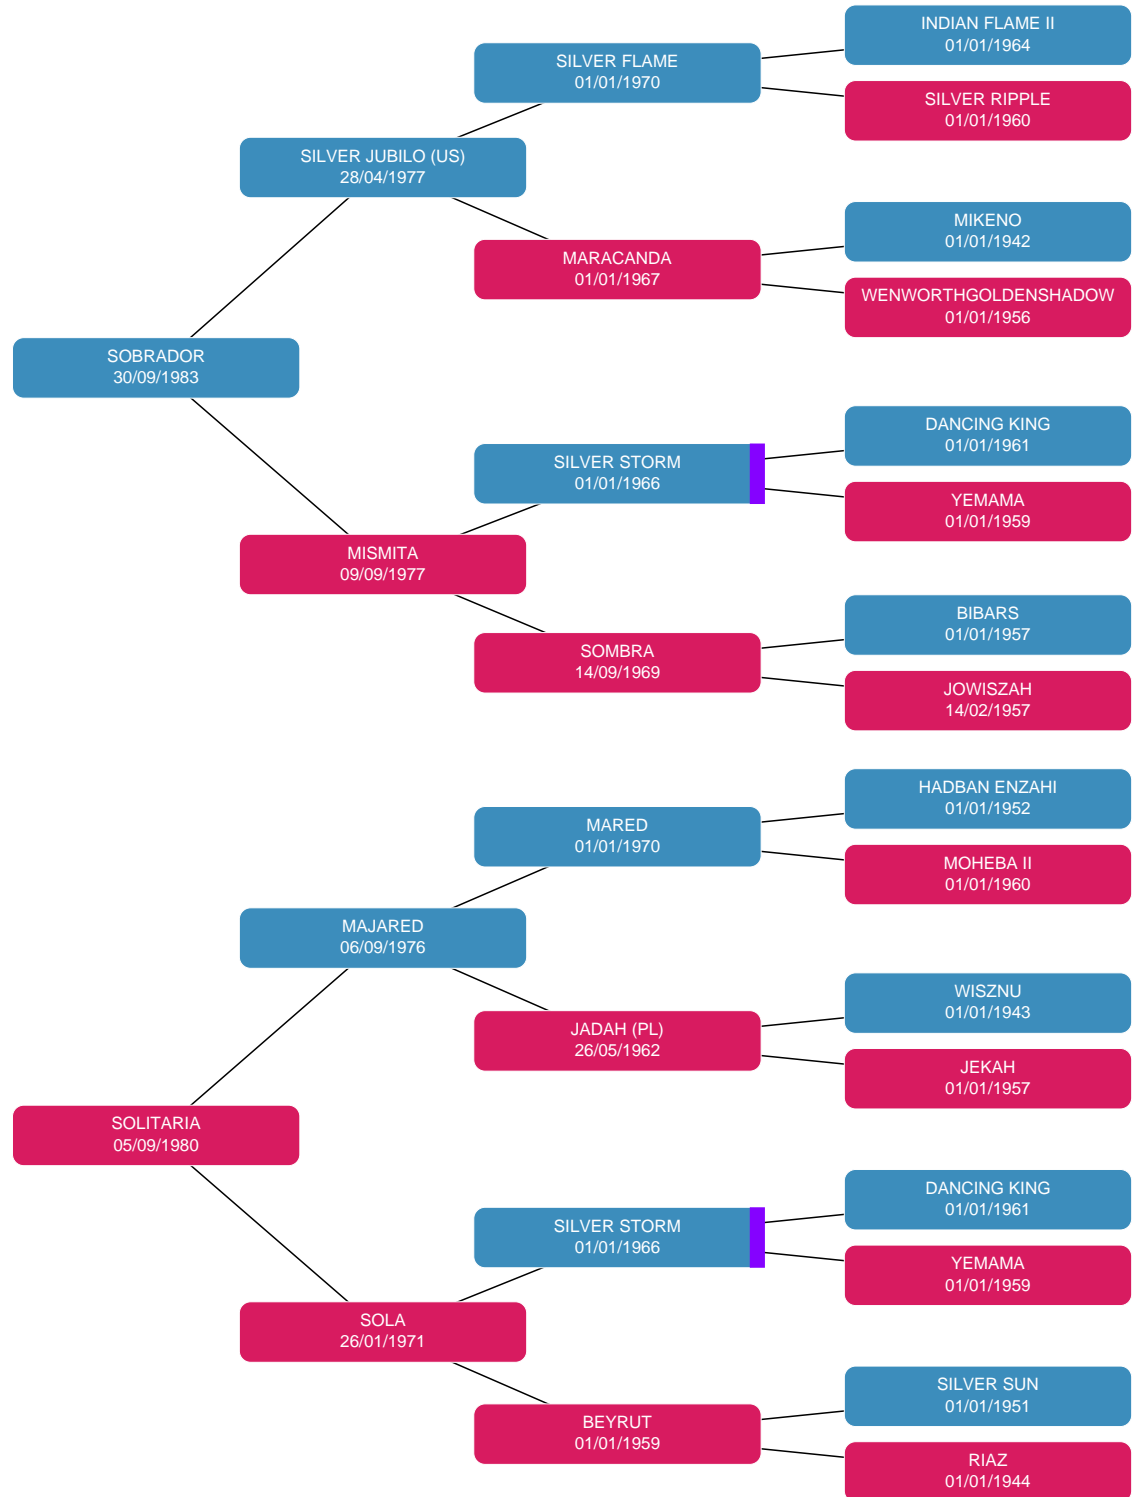 INDIAN FLAME II
01/01/1964
SILVER FLAME
01/01/1970
SILVER RIPPLE
01/01/1960
SILVER JUBILO (US)
28/04/1977
MIKENO
01/01/1942
MARACANDA
01/01/1967
WENWORTHGOLDENSHADOW
01/01/1956
SOBRADOR
30/09/1983
DANCING KING
01/01/1961
SILVER STORM
01/01/1966
YEMAMA
01/01/1959
MISMITA
09/09/1977
BIBARS
01/01/1957
SOMBRA
14/09/1969
JOWISZAH
14/02/1957
HADBAN ENZAHI
01/01/1952
MARED
01/01/1970
MOHEBA II
01/01/1960
MAJARED
06/09/1976
WISZNU
01/01/1943
JADAH (PL)
26/05/1962
JEKAH
01/01/1957
SOLITARIA
05/09/1980
DANCING KING
01/01/1961
SILVER STORM
01/01/1966
YEMAMA
01/01/1959
SOLA
26/01/1971
SILVER SUN
01/01/1951
BEYRUT
01/01/1959
RIAZ
01/01/1944